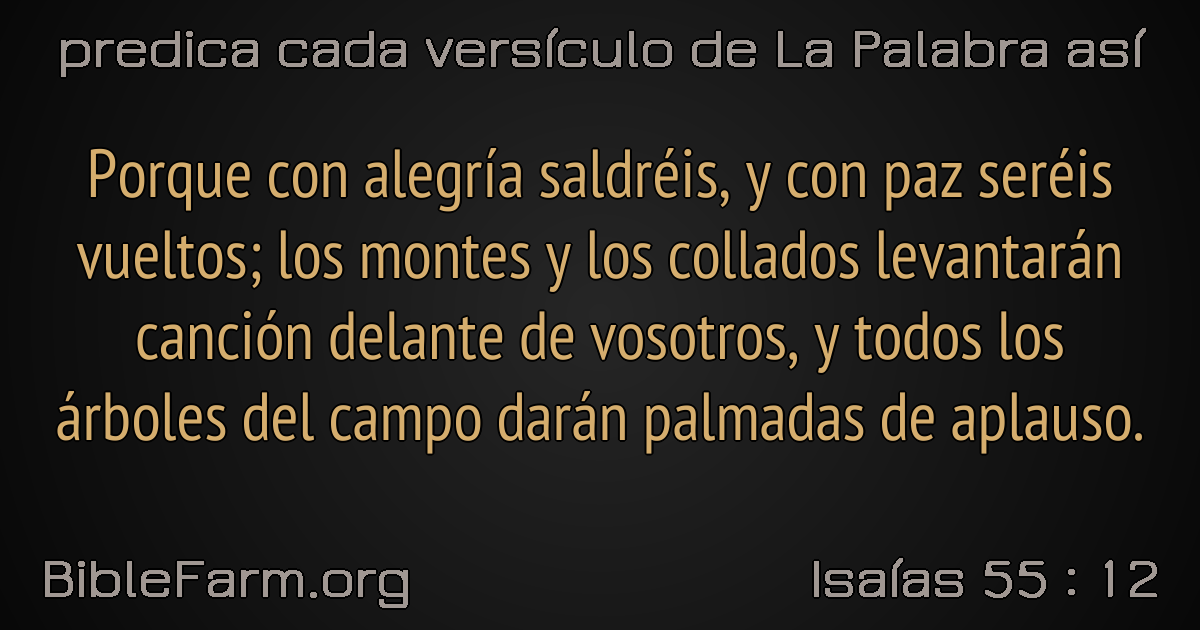 predica cada versículo de La Palabra así
Porque con alegría saldréis, y con paz seréis
vueltos; los montes y los collados levantarán
canción delante de vosotros, y todos los
árboles del campo darán palmadas de aplauso.
BibleFarm.org
Isaías 55 : 12